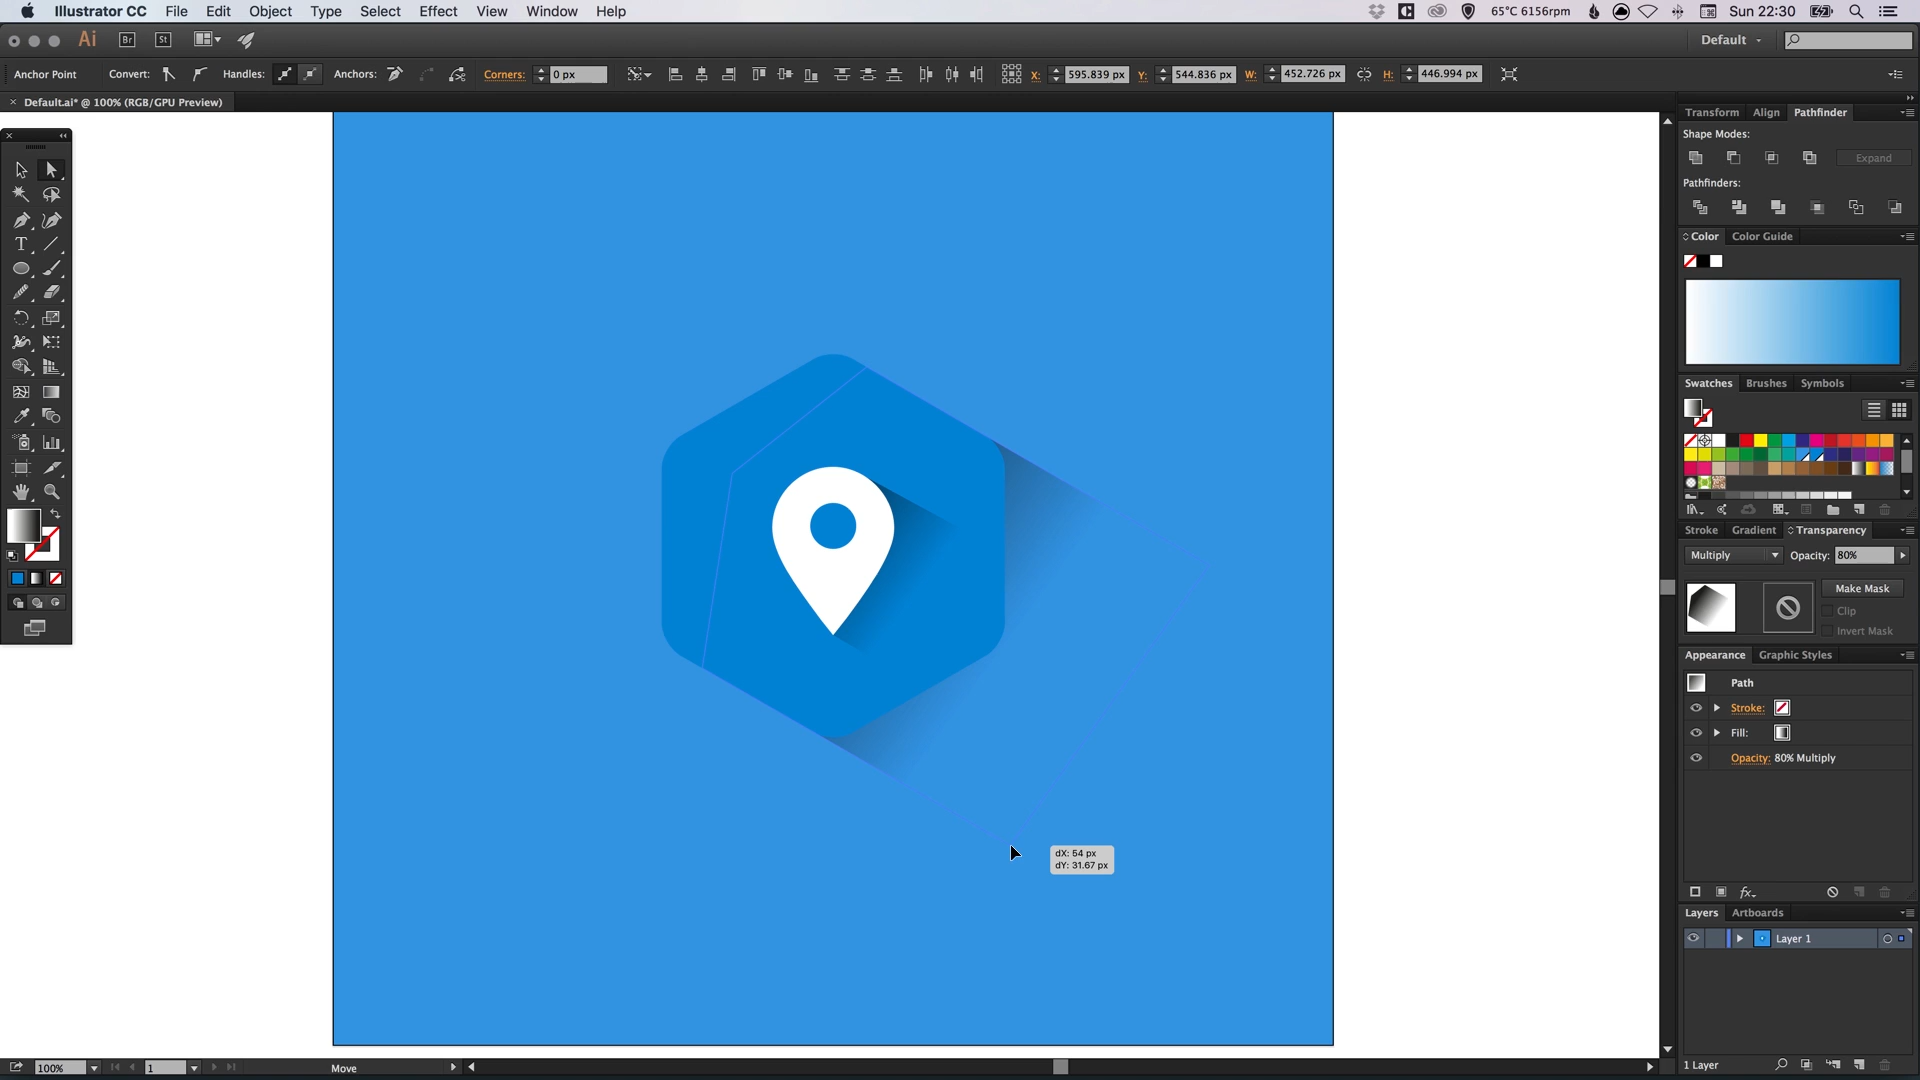 Illustrator CC File Edit Object Type Select Effect View Window Help
65°C 6156rpm
Sun 22:30
Ai Br St
Default
Anchor Point
Convert:
Handles:
Anchors:
Corners: 0 px
X: 595.839 px
Y: 544.836 px
W: 452.726 px
H: 446.994 px
× Default.ai* @ 100% (RGB/GPU Preview)
Transform Align Pathfinder
Shape Modes:
Expand
Pathfinders:
Color Color Guide
Swatches Brushes Symbols
Stroke Gradient Transparency
Multiply Opacity: 80%
Make Mask
Clip
Invert Mask
Appearance Graphic Styles
Path
Stroke:
Fill:
Opacity: 80% Multiply
fx
Layers Artboards
Layer 1
1 Layer
T
dX: 54 px
dY: 31.67 px
100%
1
Move